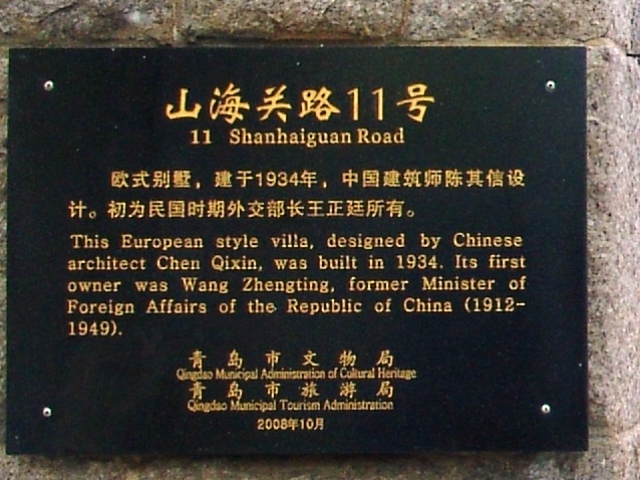 山海关路11号
11 Shanhaiguan Road
欧式别墅，建于1934年，中国建筑师陈其信设
计。初为民国时期外交部长王正廷所有。
This European style villa, designed by Chinese
architect Chen Qixin, was built in 1934. Its first
owner was Wang Zhengting, former Minister of
Foreign Affairs of the Republic of China (1912-
1949).
青岛市文物局
Qingdao Municipal Administration of Cultural Heritage
青岛市旅游局
Qingdao Municipal Tourism Administration
2008年10月